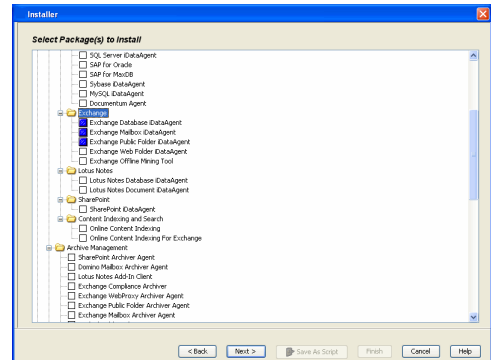 Installer
Select Package(s) to Install
SQL Server iDataAgent
SAP for Oracle
SAP for MaxDB
Sybase iDataAgent
MySQL iDataAgent
Documentum Agent
Exchange
Exchange Database iDataAgent
Exchange Mailbox iDataAgent
Exchange Public Folder iDataAgent
Exchange Web Folder iDataAgent
Exchange Offline Mining Tool
Lotus Notes
Lotus Notes Database iDataAgent
Lotus Notes Document iDataAgent
SharePoint
SharePoint iDataAgent
Content Indexing and Search
Online Content Indexing
Online Content Indexing For Exchange
Archive Management
SharePoint Archiver Agent
Domino Mailbox Archiver Agent
Lotus Notes Add-In Client
Exchange Compliance Archiver
Exchange WebProxy Archiver Agent
Exchange Public Folder Archiver Agent
Exchange Mailbox Archiver Agent
< Back Next > Save As Script Finish Cancel Help